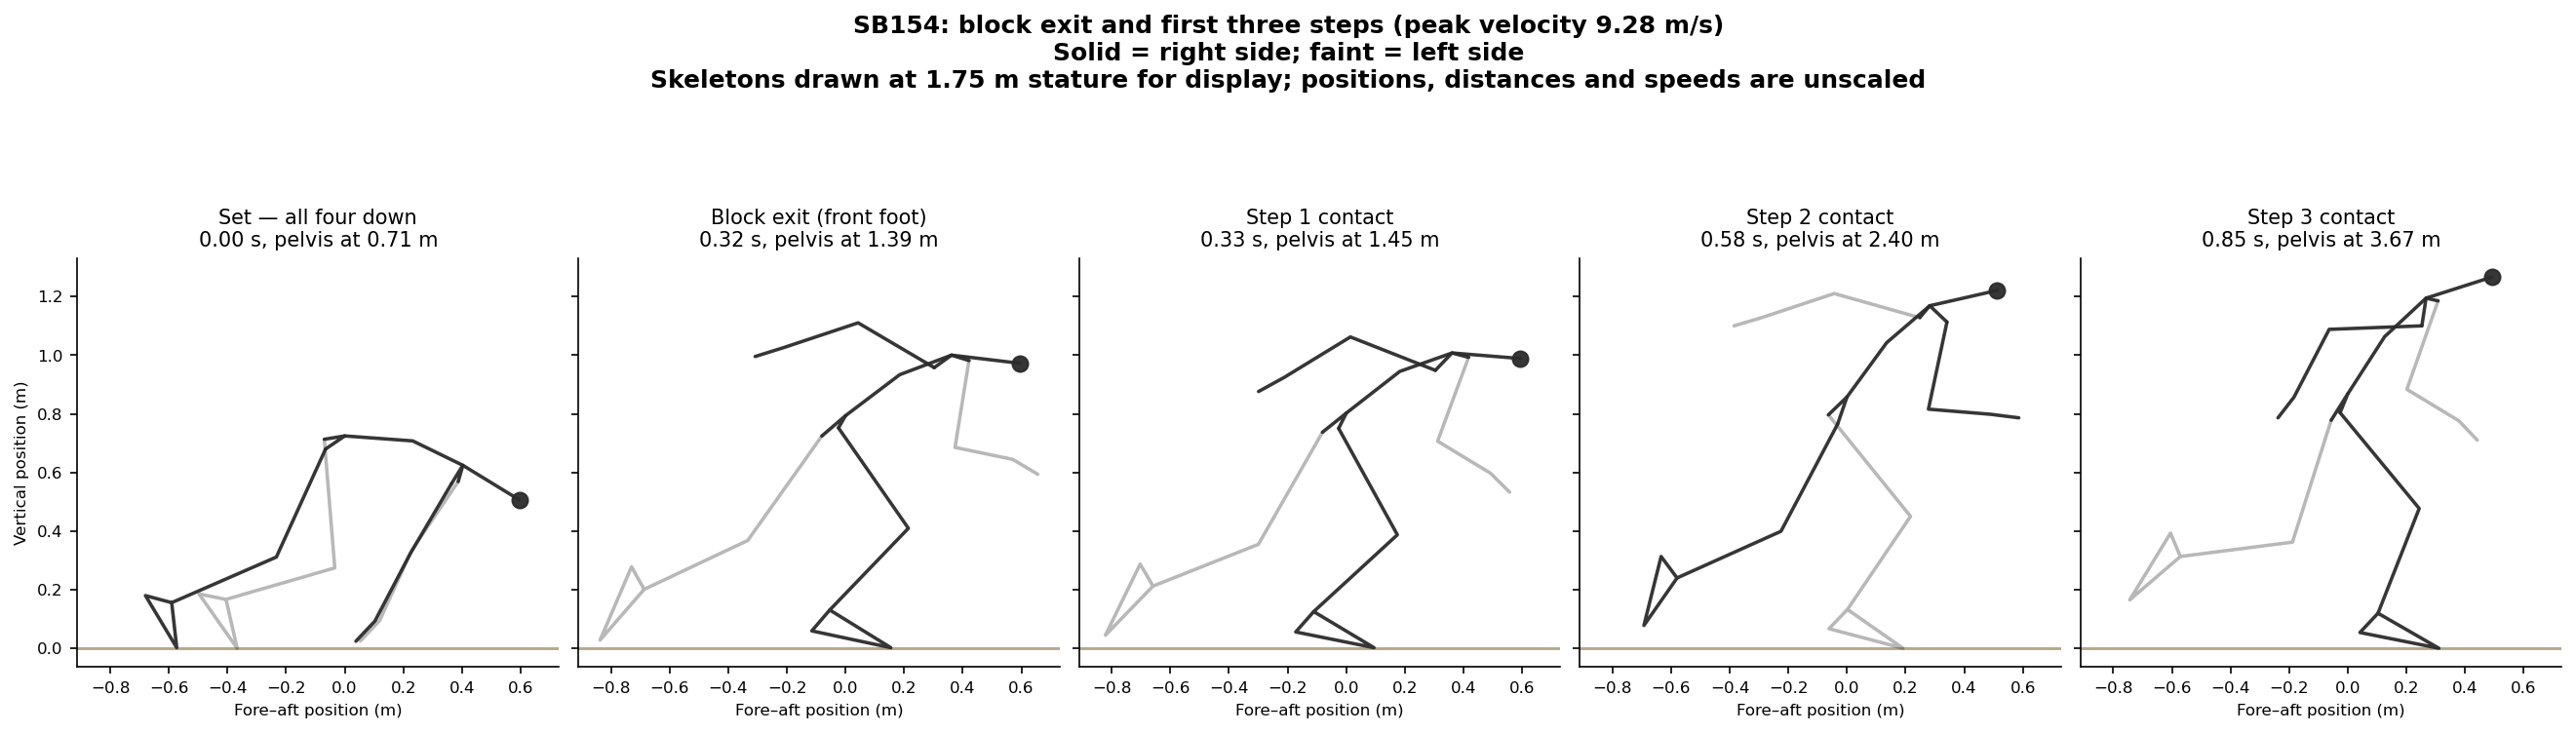 SB154: block exit and first three steps (peak velocity 9.28 m/s)
Solid = right side; faint = left side
Skeletons drawn at 1.75 m stature for display; positions, distances and speeds are unscaled
Set — all four down
0.00 s, pelvis at 0.71 m
Block exit (front foot)
0.32 s, pelvis at 1.39 m
Step 1 contact
0.33 s, pelvis at 1.45 m
Step 2 contact
0.58 s, pelvis at 2.40 m
Step 3 contact
0.85 s, pelvis at 3.67 m
Vertical position (m)
1.2
1.0
0.8
0.6
0.4
0.2
0.0
−0.8 −0.6 −0.4 −0.2 0.0 0.2 0.4 0.6
Fore–aft position (m)
−0.8 −0.6 −0.4 −0.2 0.0 0.2 0.4 0.6
Fore–aft position (m)
−0.8 −0.6 −0.4 −0.2 0.0 0.2 0.4 0.6
Fore–aft position (m)
−0.8 −0.6 −0.4 −0.2 0.0 0.2 0.4 0.6
Fore–aft position (m)
−0.8 −0.6 −0.4 −0.2 0.0 0.2 0.4 0.6
Fore–aft position (m)